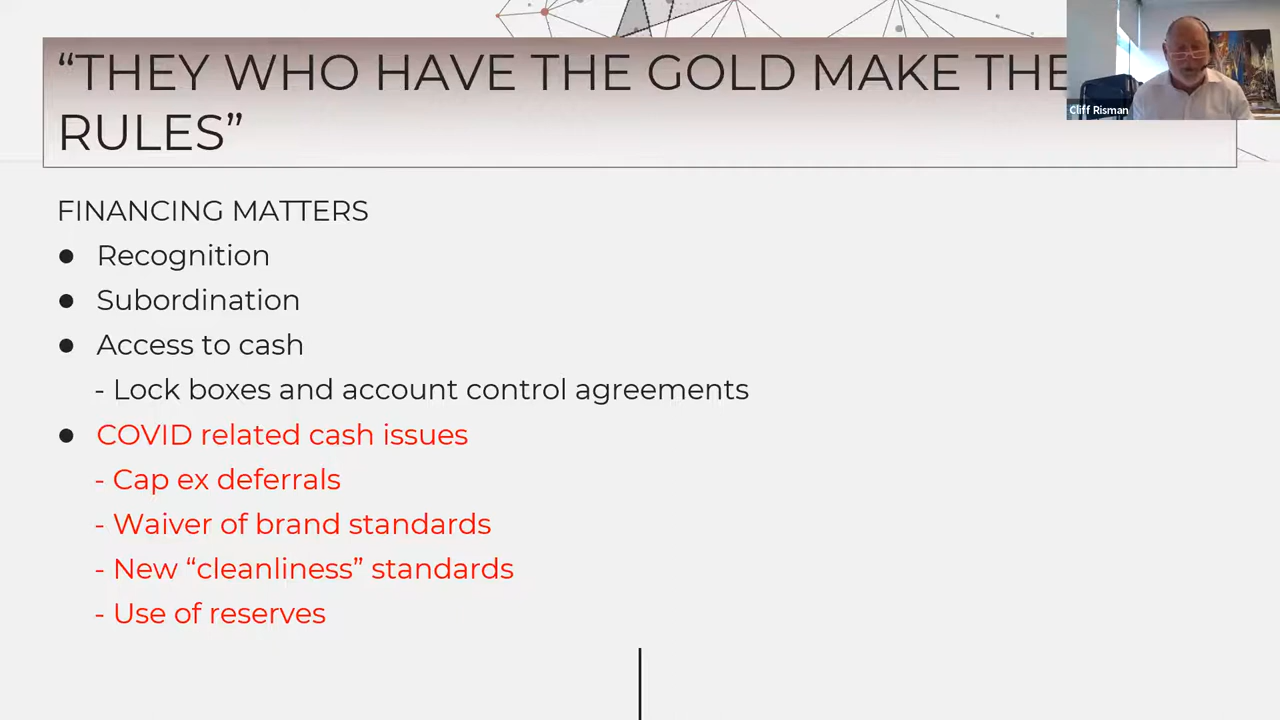 “THEY WHO HAVE THE GOLD MAKE THE
RULES”
Cliff Risman
FINANCING MATTERS
● Recognition
● Subordination
● Access to cash
- Lock boxes and account control agreements
● COVID related cash issues
- Cap ex deferrals
- Waiver of brand standards
- New “cleanliness” standards
- Use of reserves